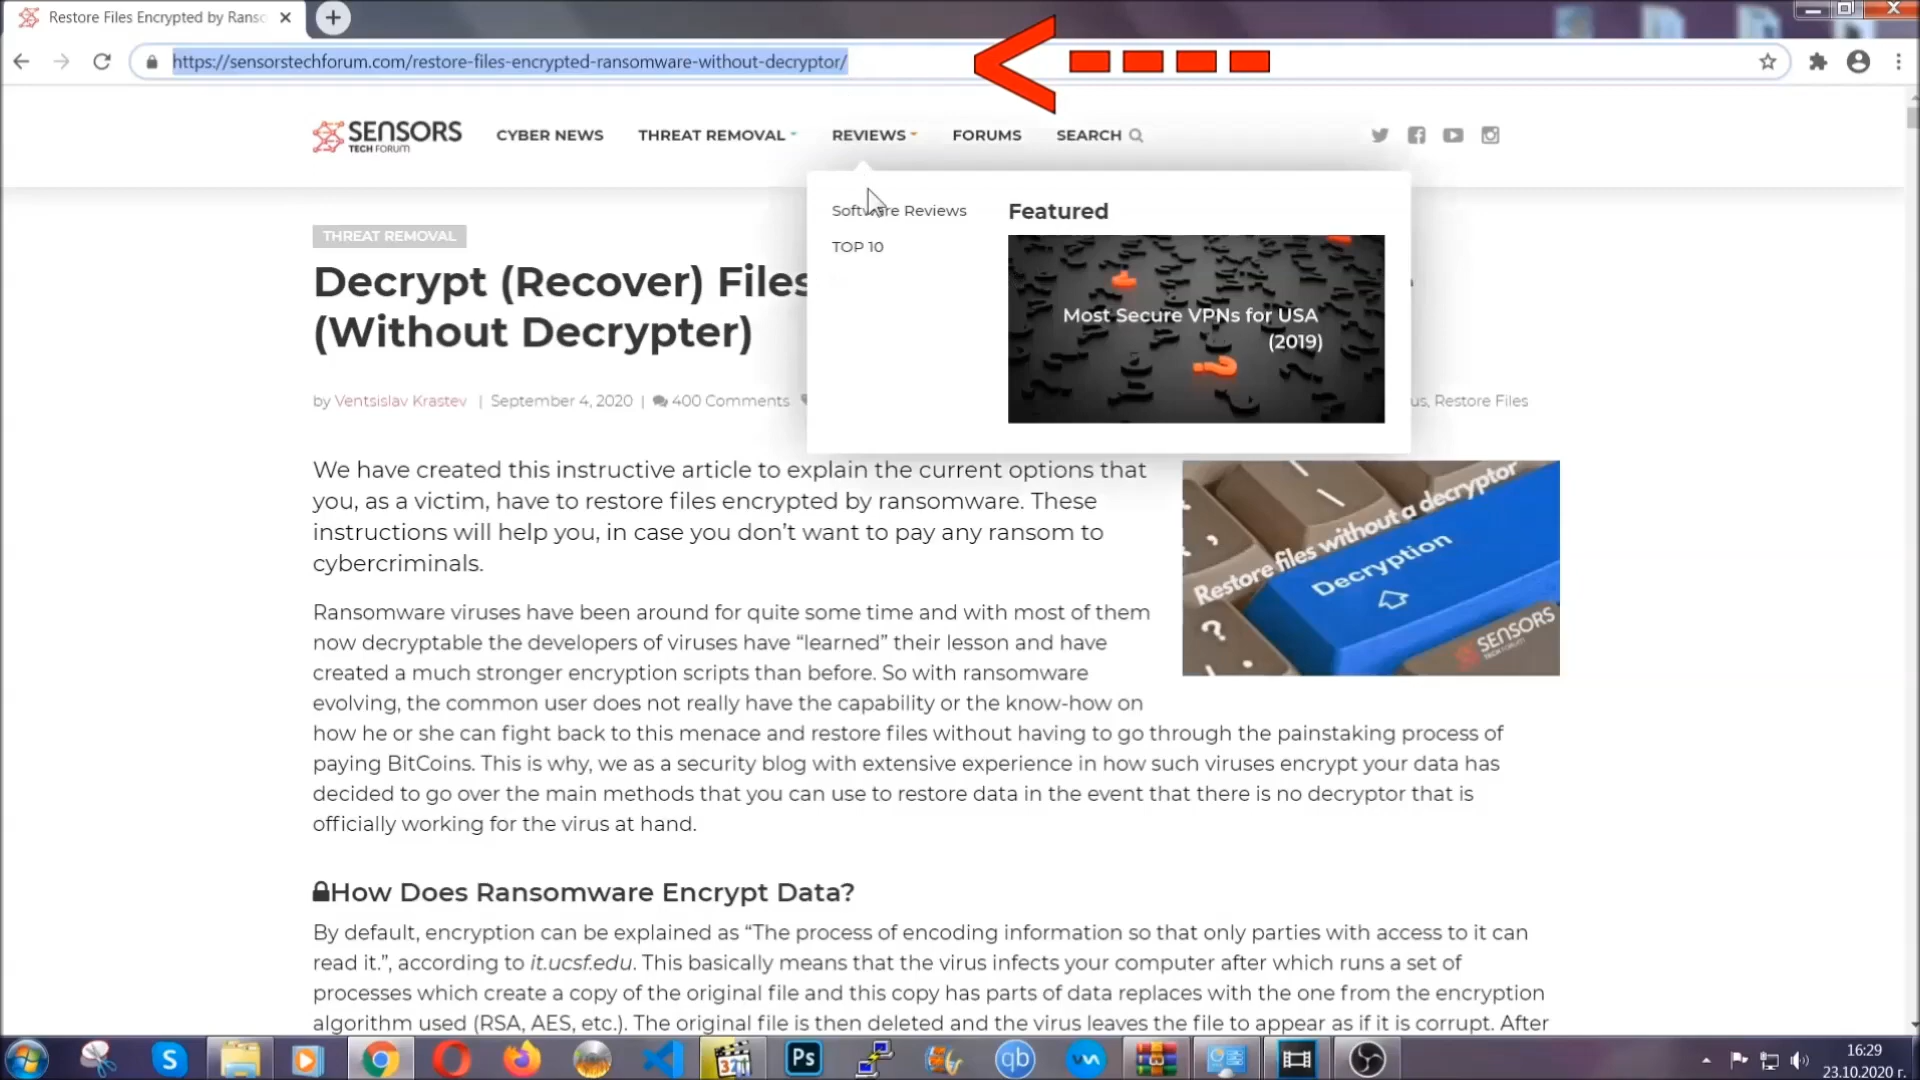 Restore Files Encrypted by Ranso
https://sensorstechforum.com/restore-files-encrypted-ransomware-without-decryptor/
SENSORS
TECH FORUM
CYBER NEWS
THREAT REMOVAL
REVIEWS
FORUMS
SEARCH
Software Reviews
TOP 10
Featured
Most Secure VPNs for USA
(2019)
THREAT REMOVAL
Decrypt (Recover) Files
(Without Decrypter)
by Ventsislav Krastev | September 4, 2020 | 400 Comments
us, Restore Files
We have created this instructive article to explain the current options that
you, as a victim, have to restore files encrypted by ransomware. These
instructions will help you, in case you don’t want to pay any ransom to
cybercriminals.
Restore files without a decryptor
Decryption
SENSORS
Ransomware viruses have been around for quite some time and with most of them
now decryptable the developers of viruses have “learned” their lesson and have
created a much stronger encryption scripts than before. So with ransomware
evolving, the common user does not really have the capability or the know-how on
how he or she can fight back to this menace and restore files without having to go through the painstaking process of
paying BitCoins. This is why, we as a security blog with extensive experience in how such viruses encrypt your data has
decided to go over the main methods that you can use to restore data in the event that there is no decryptor that is
officially working for the virus at hand.
How Does Ransomware Encrypt Data?
By default, encryption can be explained as “The process of encoding information so that only parties with access to it can
read it.”, according to it.ucsf.edu. This basically means that the virus infects your computer after which runs a set of
processes which create a copy of the original file and this copy has parts of data replaces with the one from the encryption
algorithm used (RSA, AES, etc.). The original file is then deleted and the virus leaves the file to appear as if it is corrupt. After
S
321
Ps
qb
16:29
23.10.2020 г.